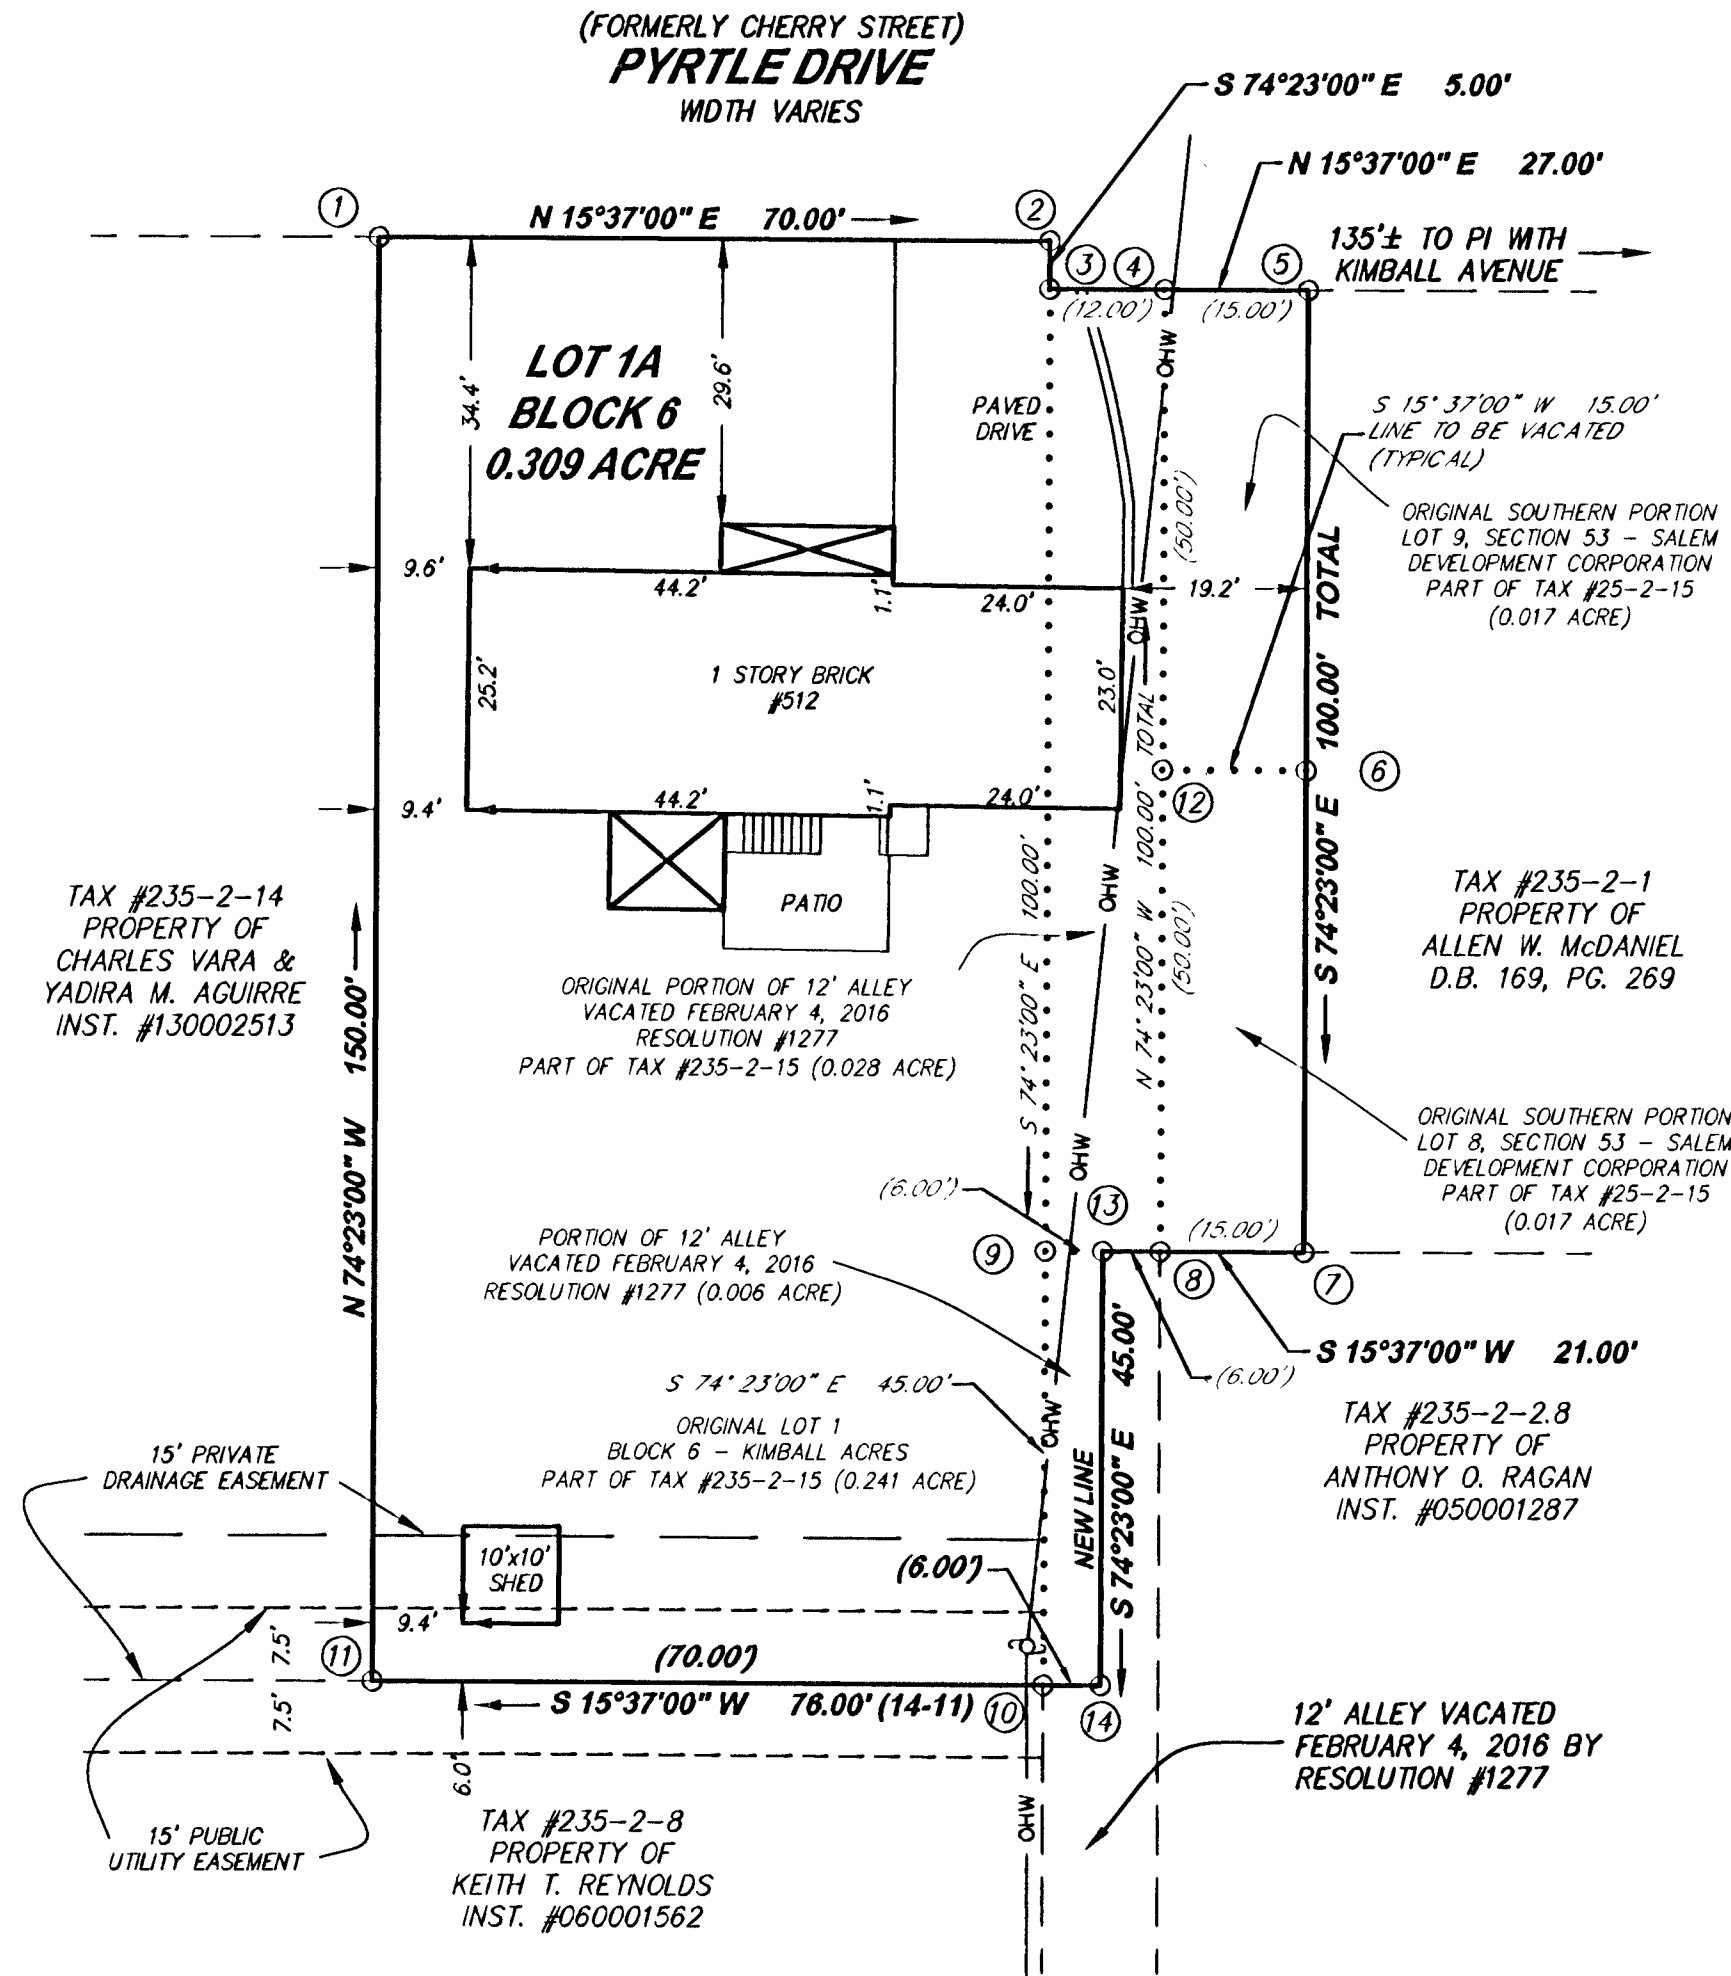 (FORMERLY CHERRY STREET)
PYRTLE DRIVE
WIDTH VARIES
S 74°23'00" E 5.00'
N 15°37'00" E 27.00'
1
N 15°37'00" E 70.00'
2
135'± TO PI WITH
KIMBALL AVENUE
3
4
5
(12.00')
(15.00')
LOT 1A
BLOCK 6
0.309 ACRE
34.4'
29.6'
PAVED
DRIVE
OHW
(50.00')
S 15°37'00" W 15.00'
LINE TO BE VACATED
(TYPICAL)
ORIGINAL SOUTHERN PORTION
LOT 9, SECTION 53 - SALEM
DEVELOPMENT CORPORATION
PART OF TAX #25-2-15
(0.017 ACRE)
9.6'
44.2'
1.1'
24.0'
19.2'
OHW
25.2'
1 STORY BRICK
#512
23.0'
S 74°23'00" E 100.00' TOTAL
6
12
9.4'
44.2'
1.1'
24.0'
PATIO
S 74°23'00" E 100.00'
OHW
N 74°23'00" W 100.00' TOTAL
(50.00')
TAX #235-2-14
PROPERTY OF
CHARLES VARA &
YADIRA M. AGUIRRE
INST. #130002513
N 74°23'00" W 150.00'
ORIGINAL PORTION OF 12' ALLEY
VACATED FEBRUARY 4, 2016
RESOLUTION #1277
PART OF TAX #235-2-15 (0.028 ACRE)
TAX #235-2-1
PROPERTY OF
ALLEN W. McDANIEL
D.B. 169, PG. 269
ORIGINAL SOUTHERN PORTION
LOT 8, SECTION 53 - SALEM
DEVELOPMENT CORPORATION
PART OF TAX #25-2-15
(0.017 ACRE)
OHW
(6.00')
13
(15.00')
9
8
7
PORTION OF 12' ALLEY
VACATED FEBRUARY 4, 2016
RESOLUTION #1277 (0.006 ACRE)
S 15°37'00" W 21.00'
(6.00')
S 74°23'00" E 45.00'
OHW
NEW LINE
S 74°23'00" E 45.00'
ORIGINAL LOT 1
BLOCK 6 - KIMBALL ACRES
PART OF TAX #235-2-15 (0.241 ACRE)
TAX #235-2-2.8
PROPERTY OF
ANTHONY O. RAGAN
INST. #050001287
15' PRIVATE
DRAINAGE EASEMENT
10'x10'
SHED
(6.00')
9.4'
7.5'
11
(70.00')
7.5'
S 15°37'00" W 76.00' (14-11)
10
14
6.0'
12' ALLEY VACATED
FEBRUARY 4, 2016 BY
RESOLUTION #1277
15' PUBLIC
UTILITY EASEMENT
OHW
TAX #235-2-8
PROPERTY OF
KEITH T. REYNOLDS
INST. #060001562